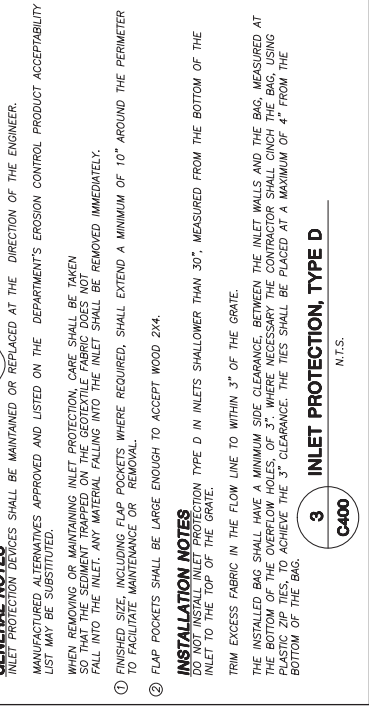 GENERAL NOTES
INLET PROTECTION DEVICES SHALL BE MAINTAINED OR REPLACED AT THE DIRECTION OF THE ENGINEER.
MANUFACTURED ALTERNATIVES APPROVED AND LISTED ON THE DEPARTMENT'S EROSION CONTROL PRODUCT ACCEPTABILITY
LIST MAY BE SUBSTITUTED.
WHEN REMOVING OR MAINTAINING INLET PROTECTION, CARE SHALL BE TAKEN
SO THAT THE SEDIMENT TRAPPED ON THE GEOTEXTILE FABRIC DOES NOT
FALL INTO THE INLET. ANY MATERIAL FALLING INTO THE INLET SHALL BE REMOVED IMMEDIATELY.
① FINISHED SIZE, INCLUDING FLAP POCKETS WHERE REQUIRED, SHALL EXTEND A MINIMUM OF 10" AROUND THE PERIMETER
TO FACILITATE MAINTENANCE OR REMOVAL.
② FLAP POCKETS SHALL BE LARGE ENOUGH TO ACCEPT WOOD 2X4.
INSTALLATION NOTES
DO NOT INSTALL INLET PROTECTION TYPE D IN INLETS SHALLOWER THAN 30", MEASURED FROM THE BOTTOM OF THE
INLET TO THE TOP OF THE GRATE.
TRIM EXCESS FABRIC IN THE FLOW LINE TO WITHIN 3" OF THE GRATE.
THE INSTALLED BAG SHALL HAVE A MINIMUM SIDE CLEARANCE, BETWEEN THE INLET WALLS AND THE BAG, MEASURED AT
THE BOTTOM OF THE OVERFLOW HOLES, OF 3". WHERE NECESSARY THE CONTRACTOR SHALL CINCH THE BAG, USING
PLASTIC ZIP TIES, TO ACHIEVE THE 3" CLEARANCE. THE TIES SHALL BE PLACED AT A MAXIMUM OF 4" FROM THE
BOTTOM OF THE BAG.
3 INLET PROTECTION, TYPE D
C400 N.T.S.